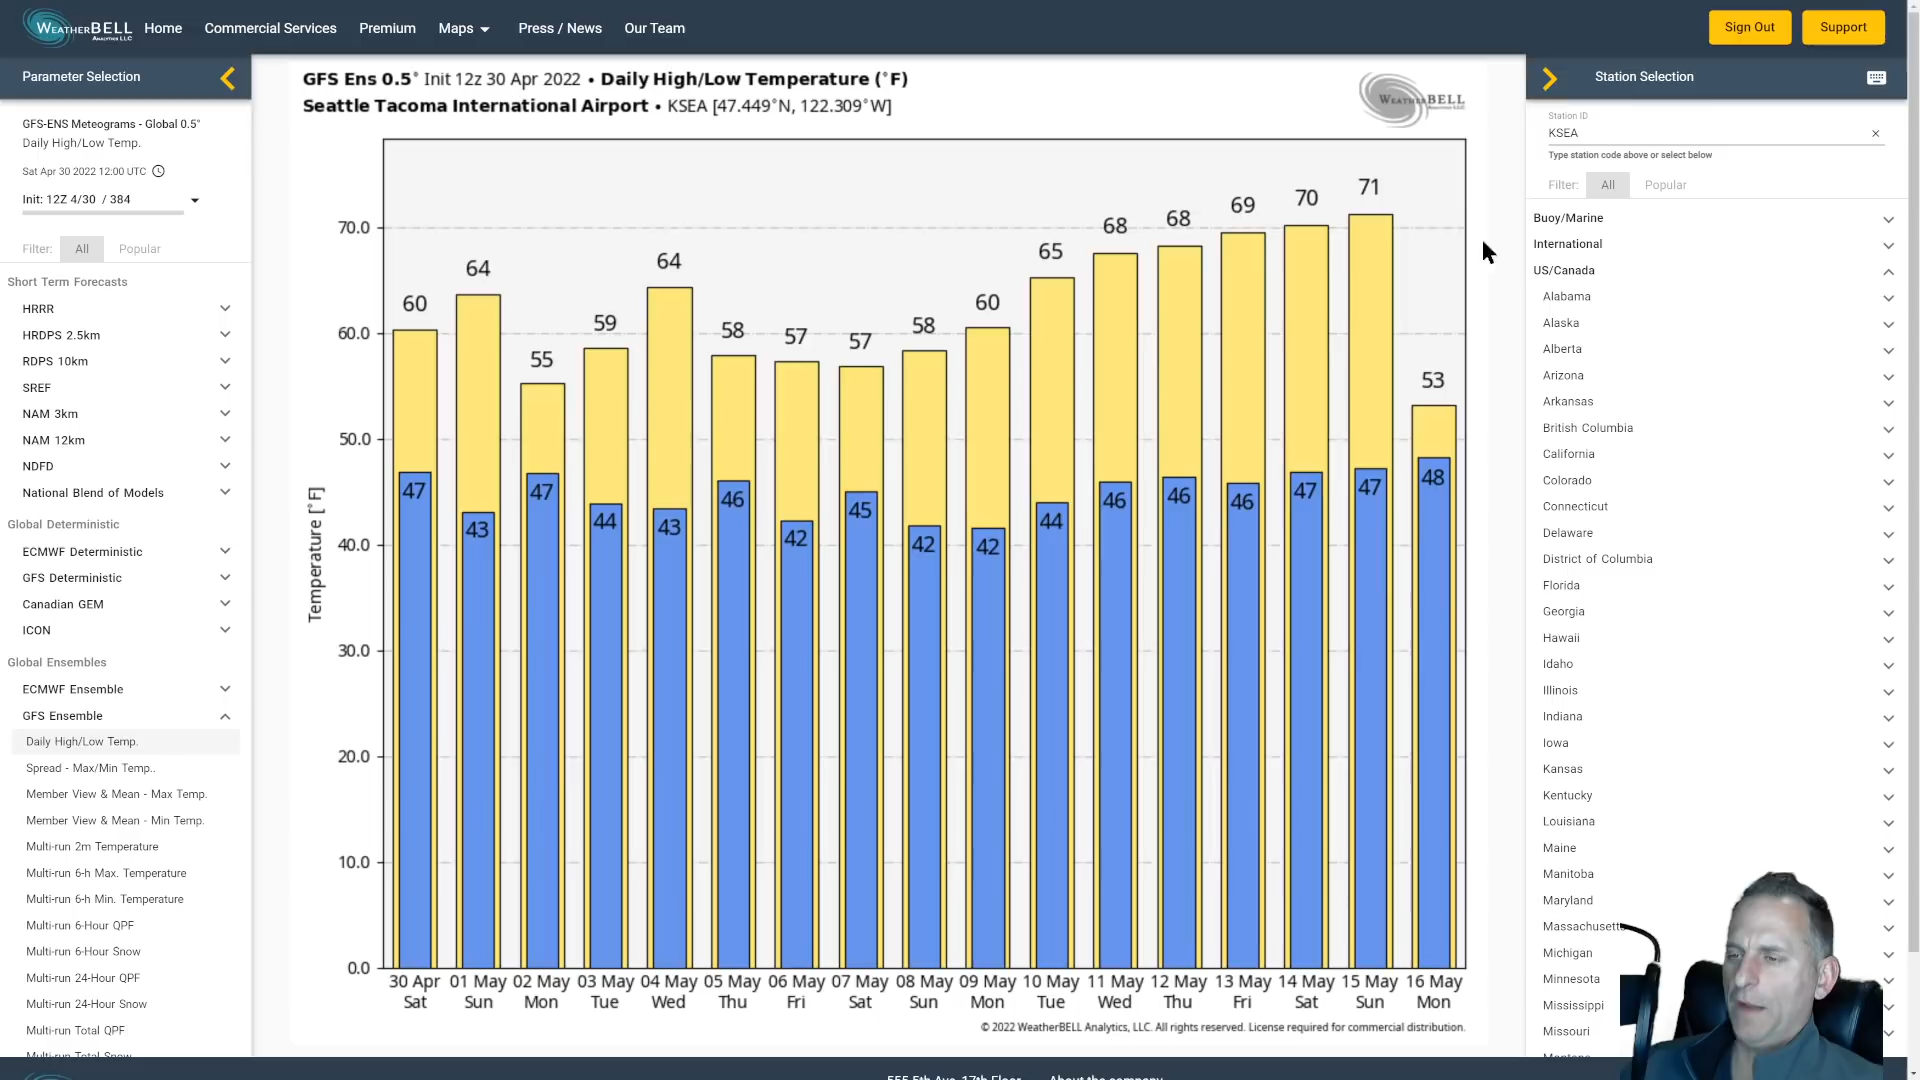 WEATHERBELL
ANALYTICS LLC
Home
Commercial Services
Premium
Maps
Press / News
Our Team
Sign Out
Support
Parameter Selection
GFS-ENS Meteograms - Global 0.5°
Daily High/Low Temp.
Sat Apr 30 2022 12:00 UTC
Init: 12Z 4/30 / 384
Filter: All Popular
Short Term Forecasts
HRRR
HRDPS 2.5km
RDPS 10km
SREF
NAM 3km
NAM 12km
NDFD
National Blend of Models
Global Deterministic
ECMWF Deterministic
GFS Deterministic
Canadian GEM
ICON
Global Ensembles
ECMWF Ensemble
GFS Ensemble
Daily High/Low Temp.
Spread - Max/Min Temp..
Member View & Mean - Max Temp.
Member View & Mean - Min Temp.
Multi-run 2m Temperature
Multi-run 6-h Max. Temperature
Multi-run 6-h Min. Temperature
Multi-run 6-Hour QPF
Multi-run 6-Hour Snow
Multi-run 24-Hour QPF
Multi-run 24-Hour Snow
Multi-run Total QPF
Multi-run Total Snow
GFS Ens 0.5° Init 12z 30 Apr 2022 • Daily High/Low Temperature (°F)
Seattle Tacoma International Airport • KSEA [47.449°N, 122.309°W]
WEATHERBELL
Temperature [°F]
70.0
60.0
50.0
40.0
30.0
20.0
10.0
0.0
60 64 55 59 64 58 57 57 58 60 65 68 68 69 70 71 53
47 43 47 44 43 46 42 45 42 42 44 46 46 46 47 47 48
30 Apr 01 May 02 May 03 May 04 May 05 May 06 May 07 May 08 May 09 May 10 May 11 May 12 May 13 May 14 May 15 May 16 May
Sat Sun Mon Tue Wed Thu Fri Sat Sun Mon Tue Wed Thu Fri Sat Sun Mon
© 2022 WeatherBELL Analytics, LLC. All rights reserved. License required for commercial distribution.
555 5th Ave, 17th Floor
About the company
Station Selection
Station ID
KSEA
Type station code above or select below
Filter: All Popular
Buoy/Marine
International
US/Canada
Alabama
Alaska
Alberta
Arizona
Arkansas
British Columbia
California
Colorado
Connecticut
Delaware
District of Columbia
Florida
Georgia
Hawaii
Idaho
Illinois
Indiana
Iowa
Kansas
Kentucky
Louisiana
Maine
Manitoba
Maryland
Massachusett
Michigan
Minnesota
Mississippi
Missouri